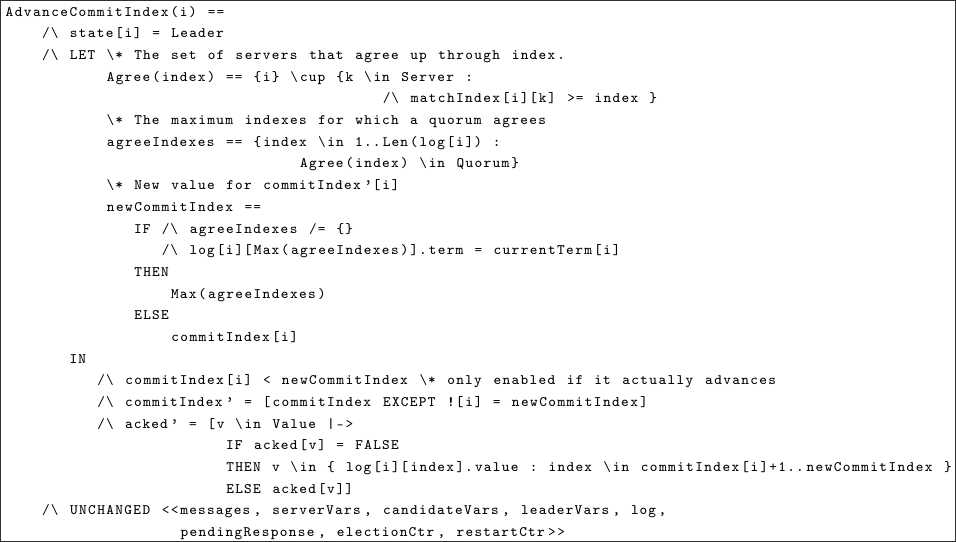 AdvanceCommitIndex(i) ==
    /\ state[i] = Leader
    /\ LET \* The set of servers that agree up through index.
           Agree(index) == {i} \cup {k \in Server :
                                         /\ matchIndex[i][k] >= index }
           \* The maximum indexes for which a quorum agrees
           agreeIndexes == {index \in 1..Len(log[i]) :
                                Agree(index) \in Quorum}
           \* New value for commitIndex'[i]
           newCommitIndex ==
              IF /\ agreeIndexes /= {}
                 /\ log[i][Max(agreeIndexes)].term = currentTerm[i]
              THEN
                  Max(agreeIndexes)
              ELSE
                  commitIndex[i]
       IN
          /\ commitIndex[i] < newCommitIndex \* only enabled if it actually advances
          /\ commitIndex' = [commitIndex EXCEPT ![i] = newCommitIndex]
          /\ acked' = [v \in Value |->
                        IF acked[v] = FALSE
                        THEN v \in { log[i][index].value : index \in commitIndex[i]+1..newCommitIndex }
                        ELSE acked[v]]
    /\ UNCHANGED <<messages, serverVars, candidateVars, leaderVars, log,
                   pendingResponse, electionCtr, restartCtr>>